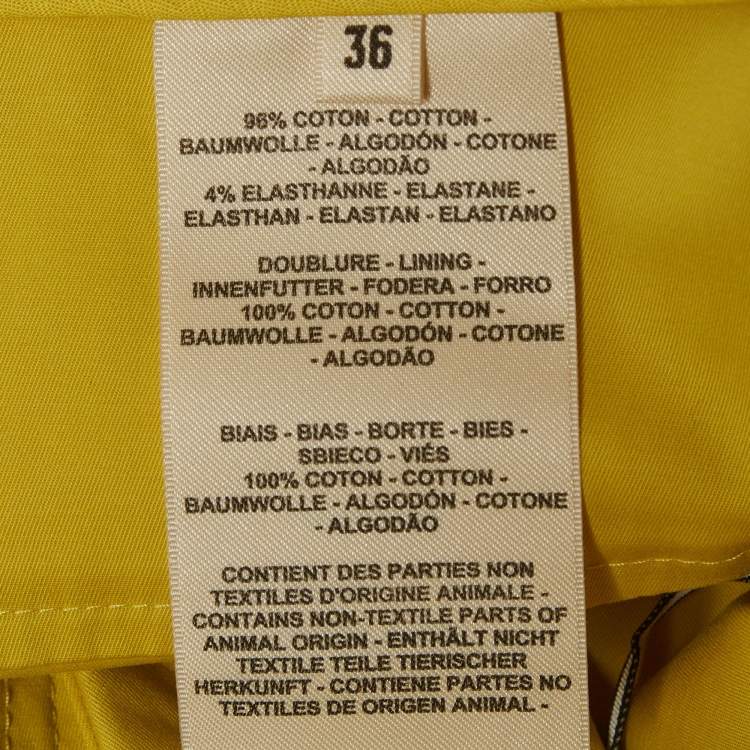 36
96% COTON - COTTON -
BAUMWOLLE - ALGODÓN - COTONE
- ALGODÃO
4% ELASTHANNE - ELASTANE -
ELASTHAN - ELASTAN - ELASTANO
DOUBLURE - LINING -
INNENFUTTER - FODERA - FORRO
100% COTON - COTTON -
BAUMWOLLE - ALGODÓN - COTONE
- ALGODÃO
BIAIS - BIAS - BORTE - BIES -
SBIECO - VIÉS
100% COTON - COTTON -
BAUMWOLLE - ALGODÓN - COTONE
- ALGODÃO
CONTIENT DES PARTIES NON
TEXTILES D'ORIGINE ANIMALE -
CONTAINS NON-TEXTILE PARTS OF
ANIMAL ORIGIN - ENTHÄLT NICHT
TEXTILE TEILE TIERISCHER
HERKUNFT - CONTIENE PARTES NO
TEXTILES DE ORIGEN ANIMAL -